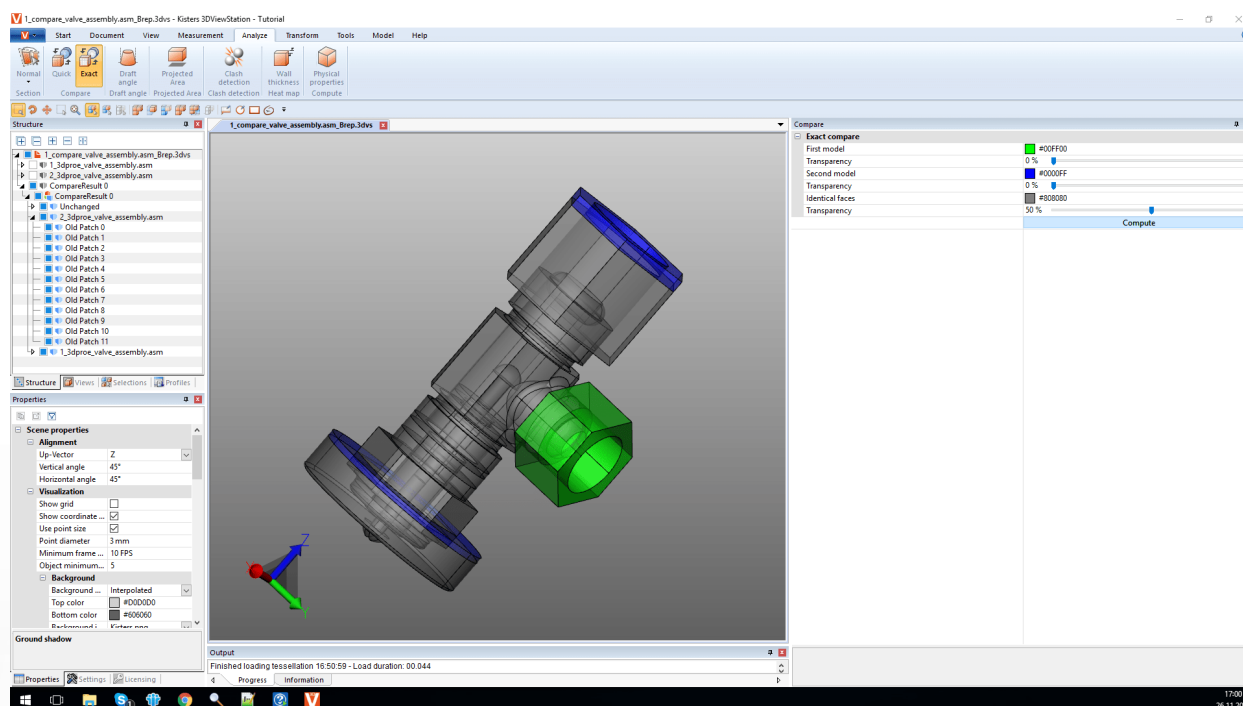 1_compare_valve_assembly.asm_Brep.3dvs - Kisters 3DViewStation - Tutorial
Start Document View Measurement Analyze Transform Tools Model Help
Normal Quick Exact Draft angle Projected Area Clash detection Wall thickness Physical properties
Section Compare Draft angle Projected Area Clash detection Heat map Compute
Structure
1_compare_valve_assembly.asm_Brep.3dvs
1_3dproe_valve_assembly.asm
2_3dproe_valve_assembly.asm
CompareResult 0
CompareResult 0
Unchanged
2_3dproe_valve_assembly.asm
Old Patch 0
Old Patch 1
Old Patch 2
Old Patch 3
Old Patch 4
Old Patch 5
Old Patch 6
Old Patch 7
Old Patch 8
Old Patch 9
Old Patch 10
Old Patch 11
1_3dproe_valve_assembly.asm
Structure Views Selections Profiles
Properties
Scene properties
Alignment
Up-Vector Z
Vertical angle 45°
Horizontal angle 45°
Visualization
Show grid
Show coordinate ...
Use point size
Point diameter 3 mm
Minimum frame ... 10 FPS
Object minimum... 5
Background
Background ... Interpolated
Top color #D0D0D0
Bottom color #606060
Background i... Kisters.png
Ground shadow
Properties Settings Licensing
1_compare_valve_assembly.asm_Brep.3dvs
Z
Y
Output
Finished loading tessellation 16:50:59 - Load duration: 00.044
Progress Information
Compare
Exact compare
First model #00FF00
Transparency 0 %
Second model #0000FF
Transparency 0 %
Identical faces #808080
Transparency 50 %
Compute
17:00
26.11.20